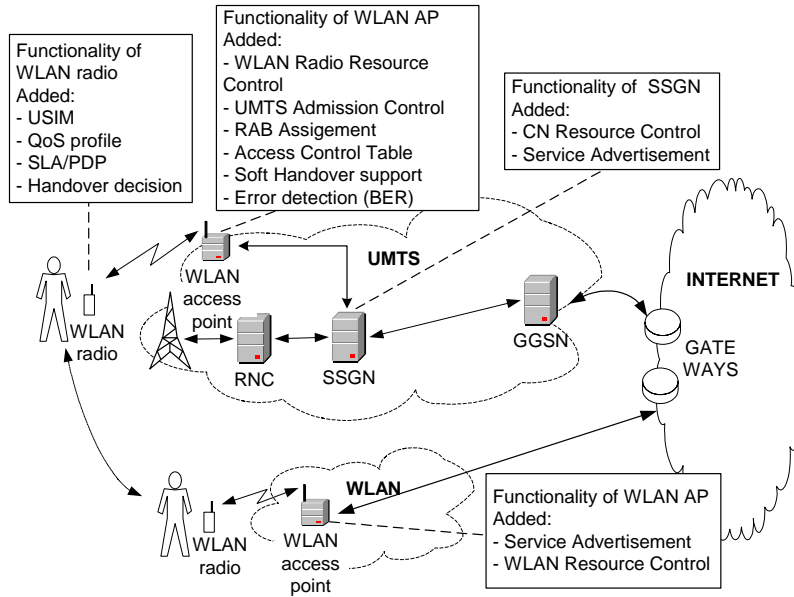 Functionality of
WLAN radio
Added:
- USIM
- QoS profile
- SLA/PDP
- Handover decision
Functionality of WLAN AP
Added:
- WLAN Radio Resource
Control
- UMTS Admission Control
- RAB Assigement
- Access Control Table
- Soft Handover support
- Error detection (BER)
Functionality of SSGN
Added:
- CN Resource Control
- Service Advertisement
WLAN
access
point
UMTS
INTERNET
WLAN
radio
RNC
SSGN
GGSN
GATE
WAYS
WLAN
radio
WLAN
WLAN
access
point
Functionality of WLAN AP
Added:
- Service Advertisement
- WLAN Resource Control